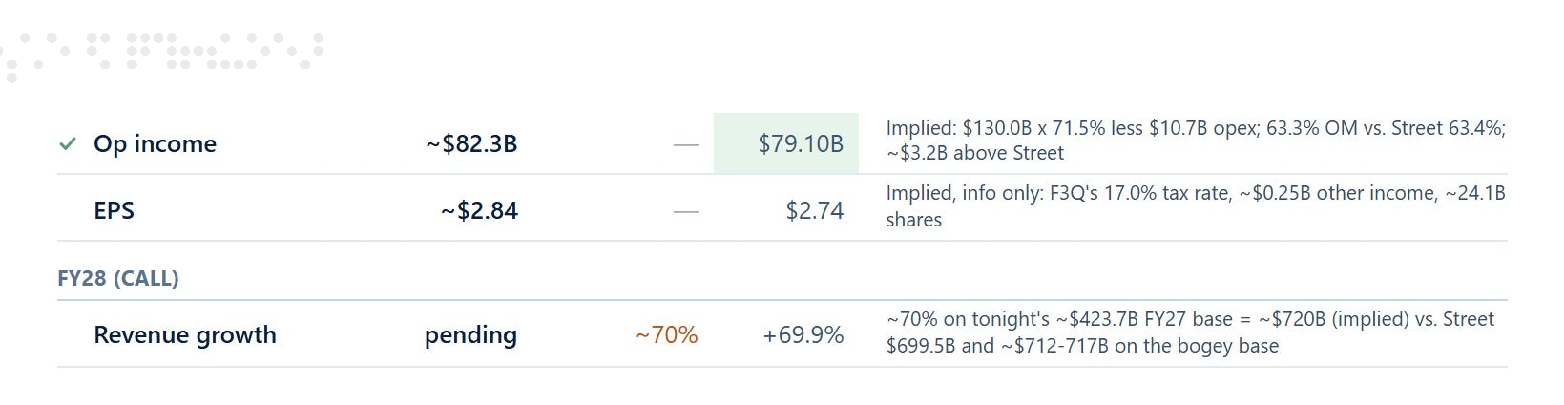 ✓ Op income ~$82.3B — $79.10B Implied: $130.0B x 71.5% less $10.7B opex; 63.3% OM vs. Street 63.4%;
~$3.2B above Street
EPS ~$2.84 — $2.74 Implied, info only: F3Q's 17.0% tax rate, ~$0.25B other income, ~24.1B
shares
FY28 (CALL)
Revenue growth pending ~70% +69.9% ~70% on tonight's ~$423.7B FY27 base = ~$720B (implied) vs. Street
$699.5B and ~$712-717B on the bogey base